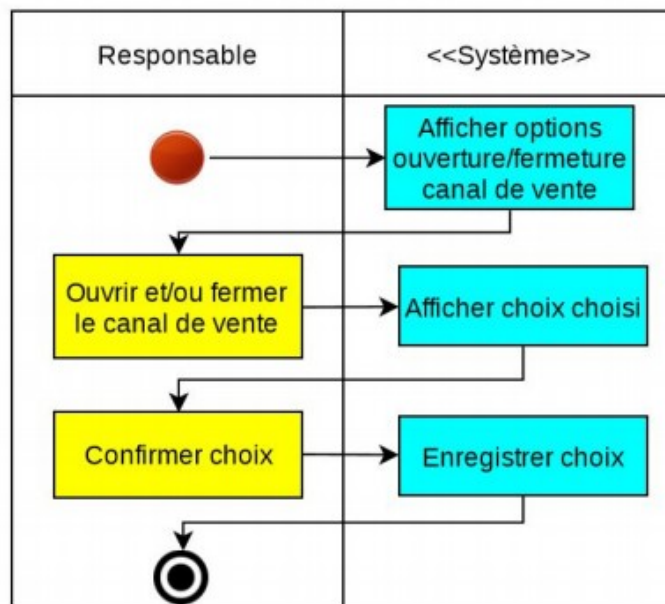 Responsable
<<Système>>
Afficher options
ouverture/fermeture
canal de vente
Ouvrir et/ou fermer
le canal de vente
Afficher choix choisi
Confirmer choix
Enregistrer choix